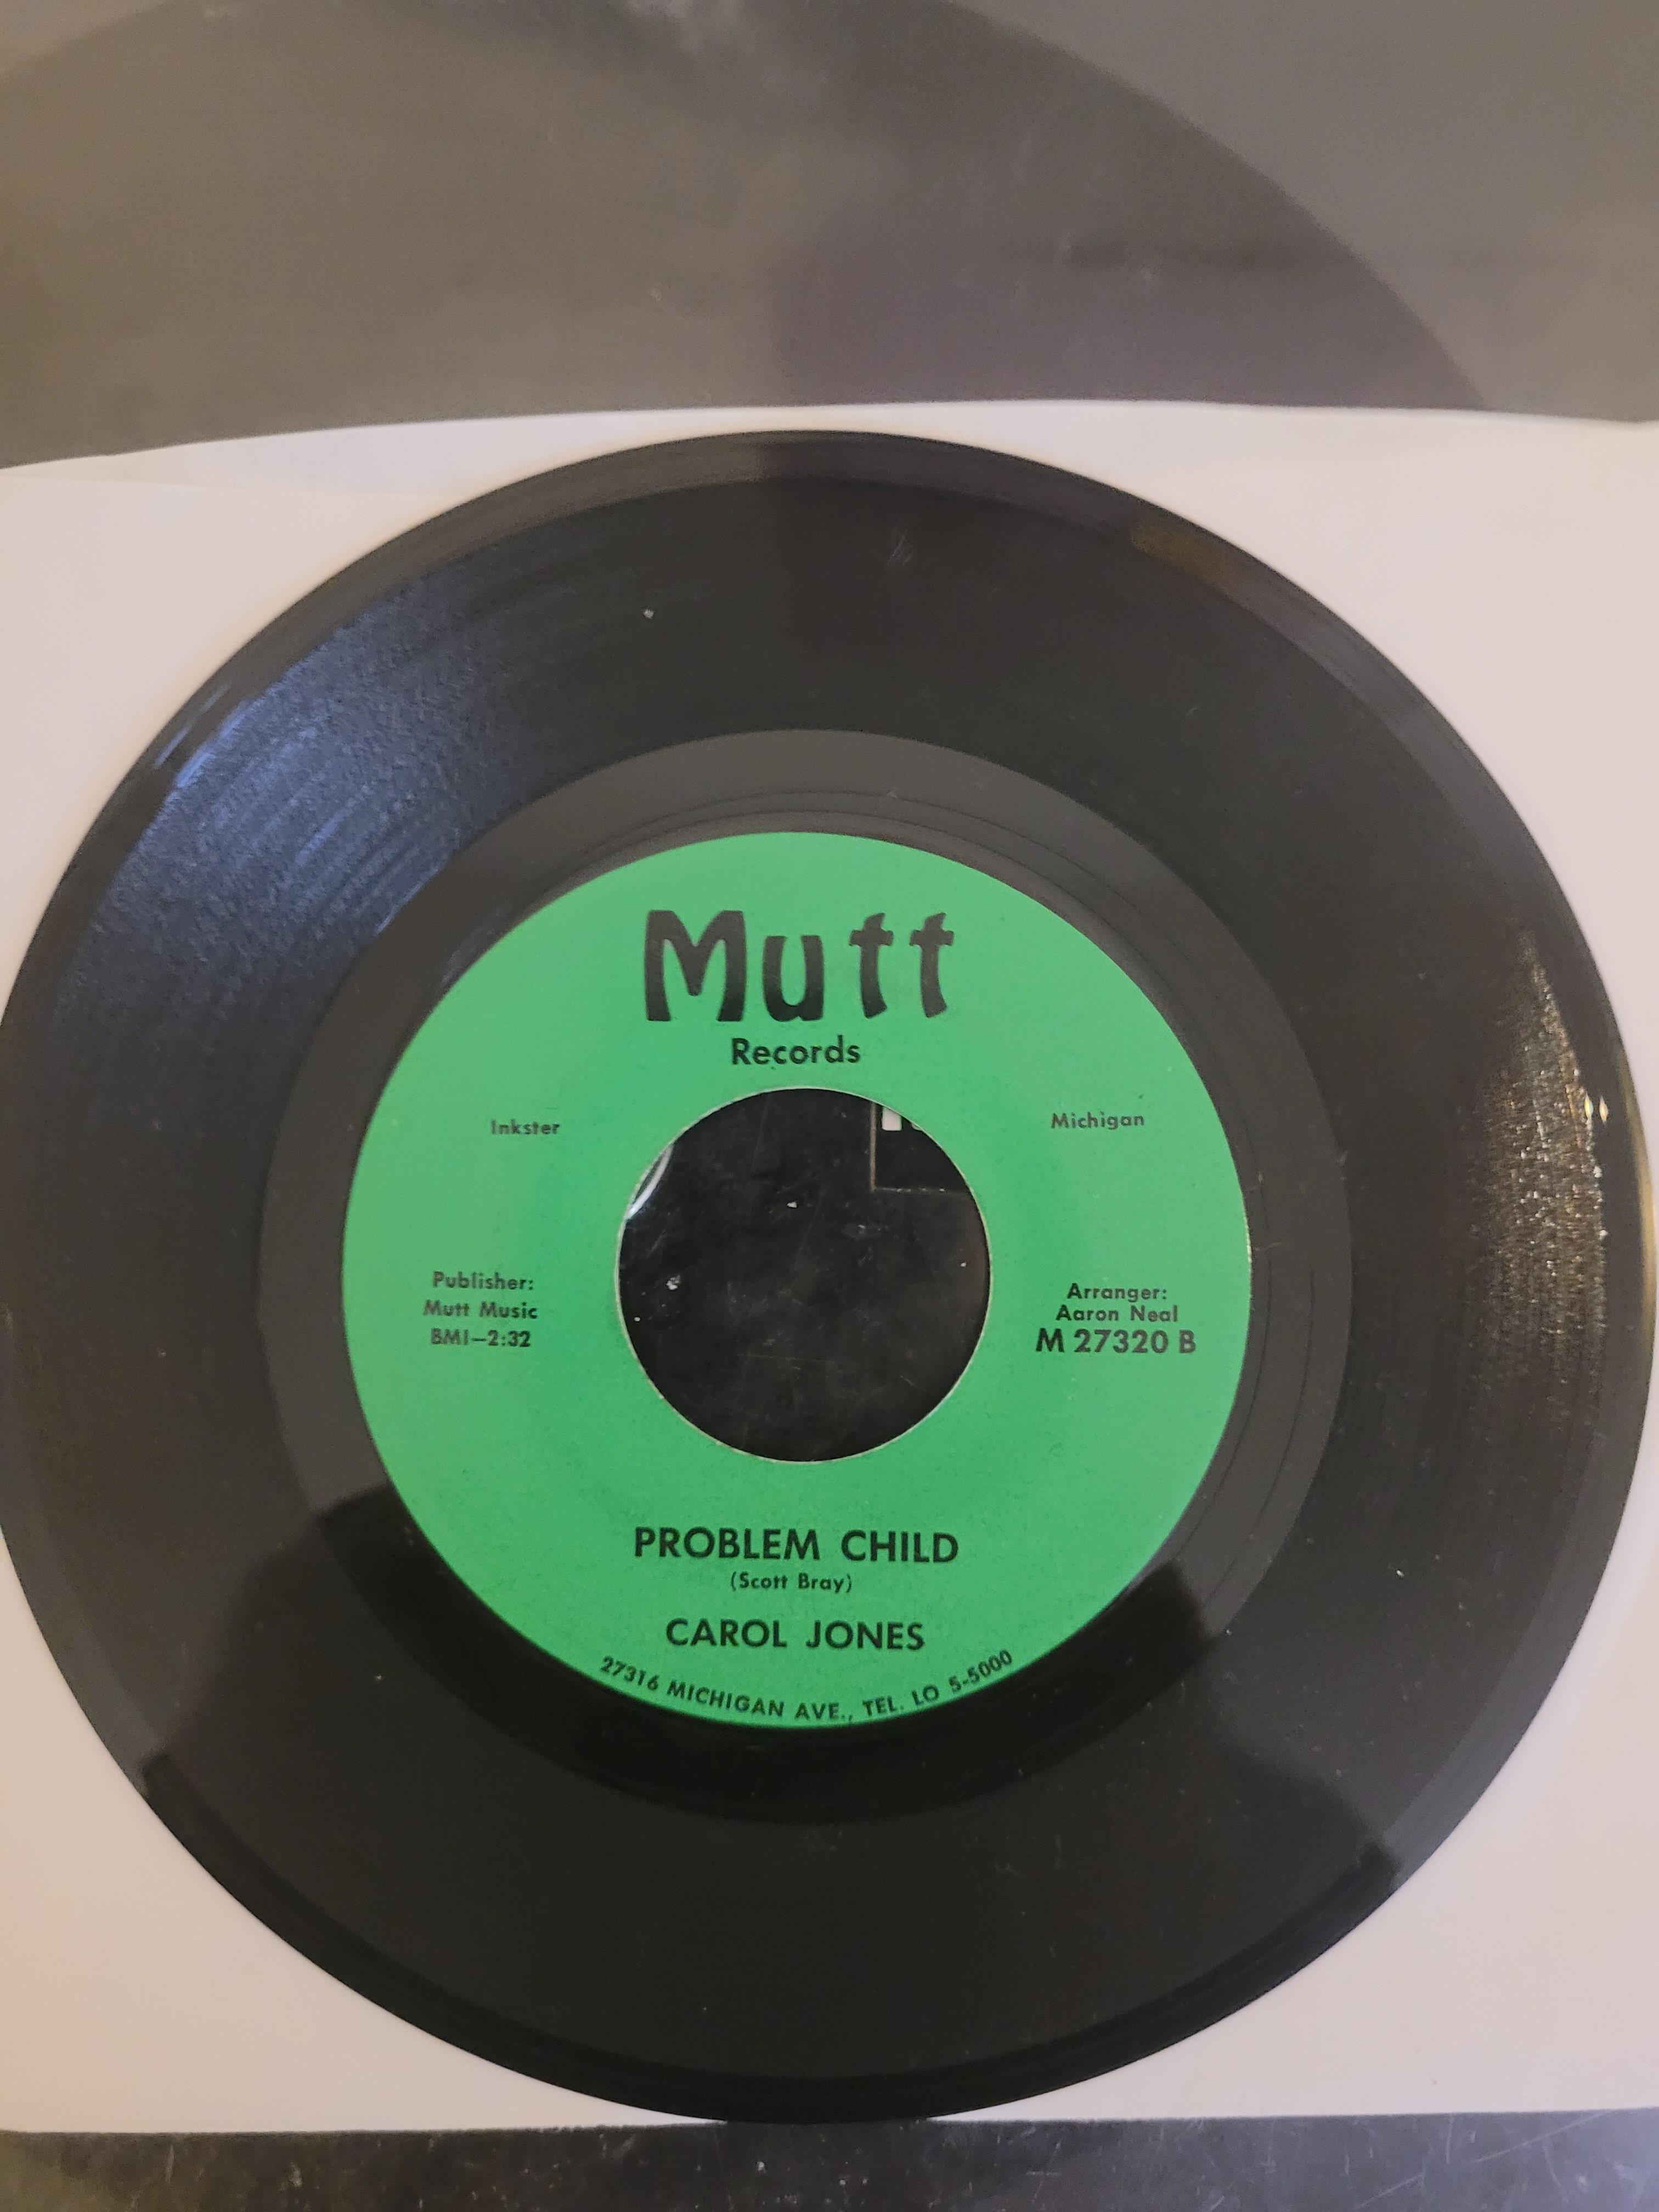 Mutt
Records
Inkster
Michigan
Publisher:
Mutt Music
BMI—2:32
Arranger:
Aaron Neal
M 27320 B
PROBLEM CHILD
(Scott Bray)
CAROL JONES
27316 MICHIGAN AVE., TEL. LO 5-5000